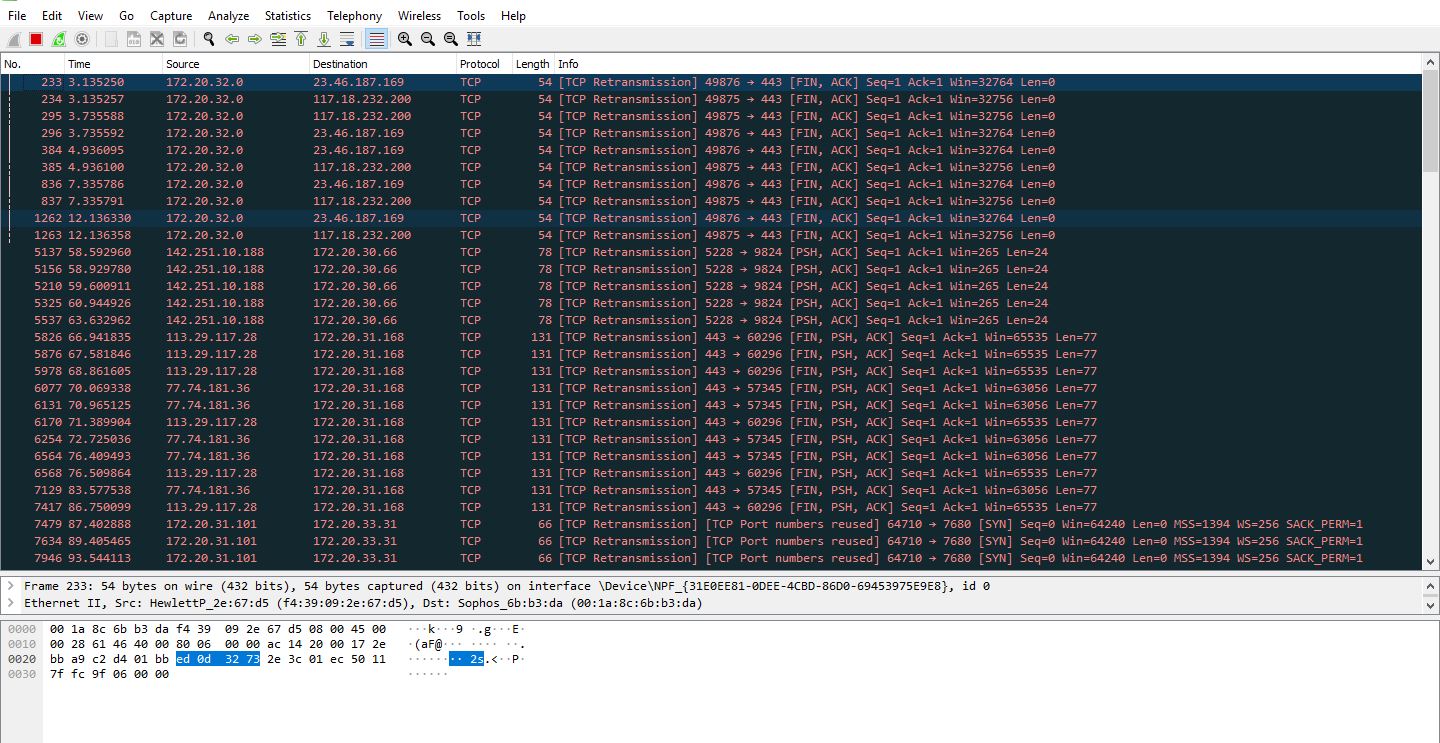 File Edit View Go Capture Analyze Statistics Telephony Wireless Tools Help
No. Time Source Destination Protocol Length Info
233 3.135250 172.20.32.0 23.46.187.169 TCP 54 [TCP Retransmission] 49876 → 443 [FIN, ACK] Seq=1 Ack=1 Win=32764 Len=0
234 3.135257 172.20.32.0 117.18.232.200 TCP 54 [TCP Retransmission] 49875 → 443 [FIN, ACK] Seq=1 Ack=1 Win=32756 Len=0
295 3.735588 172.20.32.0 117.18.232.200 TCP 54 [TCP Retransmission] 49875 → 443 [FIN, ACK] Seq=1 Ack=1 Win=32756 Len=0
296 3.735592 172.20.32.0 23.46.187.169 TCP 54 [TCP Retransmission] 49876 → 443 [FIN, ACK] Seq=1 Ack=1 Win=32764 Len=0
384 4.936095 172.20.32.0 23.46.187.169 TCP 54 [TCP Retransmission] 49876 → 443 [FIN, ACK] Seq=1 Ack=1 Win=32764 Len=0
385 4.936100 172.20.32.0 117.18.232.200 TCP 54 [TCP Retransmission] 49875 → 443 [FIN, ACK] Seq=1 Ack=1 Win=32756 Len=0
836 7.335786 172.20.32.0 23.46.187.169 TCP 54 [TCP Retransmission] 49876 → 443 [FIN, ACK] Seq=1 Ack=1 Win=32764 Len=0
837 7.335791 172.20.32.0 117.18.232.200 TCP 54 [TCP Retransmission] 49875 → 443 [FIN, ACK] Seq=1 Ack=1 Win=32756 Len=0
1262 12.136330 172.20.32.0 23.46.187.169 TCP 54 [TCP Retransmission] 49876 → 443 [FIN, ACK] Seq=1 Ack=1 Win=32764 Len=0
1263 12.136358 172.20.32.0 117.18.232.200 TCP 54 [TCP Retransmission] 49875 → 443 [FIN, ACK] Seq=1 Ack=1 Win=32756 Len=0
5137 58.592960 142.251.10.188 172.20.30.66 TCP 78 [TCP Retransmission] 5228 → 9824 [PSH, ACK] Seq=1 Ack=1 Win=265 Len=24
5156 58.929780 142.251.10.188 172.20.30.66 TCP 78 [TCP Retransmission] 5228 → 9824 [PSH, ACK] Seq=1 Ack=1 Win=265 Len=24
5210 59.600911 142.251.10.188 172.20.30.66 TCP 78 [TCP Retransmission] 5228 → 9824 [PSH, ACK] Seq=1 Ack=1 Win=265 Len=24
5325 60.944926 142.251.10.188 172.20.30.66 TCP 78 [TCP Retransmission] 5228 → 9824 [PSH, ACK] Seq=1 Ack=1 Win=265 Len=24
5537 63.632962 142.251.10.188 172.20.30.66 TCP 78 [TCP Retransmission] 5228 → 9824 [PSH, ACK] Seq=1 Ack=1 Win=265 Len=24
5826 66.941835 113.29.117.28 172.20.31.168 TCP 131 [TCP Retransmission] 443 → 60296 [FIN, PSH, ACK] Seq=1 Ack=1 Win=65535 Len=77
5876 67.581846 113.29.117.28 172.20.31.168 TCP 131 [TCP Retransmission] 443 → 60296 [FIN, PSH, ACK] Seq=1 Ack=1 Win=65535 Len=77
5978 68.861605 113.29.117.28 172.20.31.168 TCP 131 [TCP Retransmission] 443 → 60296 [FIN, PSH, ACK] Seq=1 Ack=1 Win=65535 Len=77
6077 70.069338 77.74.181.36 172.20.31.168 TCP 131 [TCP Retransmission] 443 → 57345 [FIN, PSH, ACK] Seq=1 Ack=1 Win=63056 Len=77
6131 70.965125 77.74.181.36 172.20.31.168 TCP 131 [TCP Retransmission] 443 → 57345 [FIN, PSH, ACK] Seq=1 Ack=1 Win=63056 Len=77
6170 71.389904 113.29.117.28 172.20.31.168 TCP 131 [TCP Retransmission] 443 → 60296 [FIN, PSH, ACK] Seq=1 Ack=1 Win=65535 Len=77
6254 72.725036 77.74.181.36 172.20.31.168 TCP 131 [TCP Retransmission] 443 → 57345 [FIN, PSH, ACK] Seq=1 Ack=1 Win=63056 Len=77
6564 76.409493 77.74.181.36 172.20.31.168 TCP 131 [TCP Retransmission] 443 → 57345 [FIN, PSH, ACK] Seq=1 Ack=1 Win=63056 Len=77
6568 76.509864 113.29.117.28 172.20.31.168 TCP 131 [TCP Retransmission] 443 → 60296 [FIN, PSH, ACK] Seq=1 Ack=1 Win=65535 Len=77
7129 83.577538 77.74.181.36 172.20.31.168 TCP 131 [TCP Retransmission] 443 → 57345 [FIN, PSH, ACK] Seq=1 Ack=1 Win=63056 Len=77
7417 86.750099 113.29.117.28 172.20.31.168 TCP 131 [TCP Retransmission] 443 → 60296 [FIN, PSH, ACK] Seq=1 Ack=1 Win=65535 Len=77
7479 87.402888 172.20.31.101 172.20.33.31 TCP 66 [TCP Retransmission] [TCP Port numbers reused] 64710 → 7680 [SYN] Seq=0 Win=64240 Len=0 MSS=1394 WS=256 SACK_PERM=1
7634 89.405465 172.20.31.101 172.20.33.31 TCP 66 [TCP Retransmission] [TCP Port numbers reused] 64710 → 7680 [SYN] Seq=0 Win=64240 Len=0 MSS=1394 WS=256 SACK_PERM=1
7946 93.544113 172.20.31.101 172.20.33.31 TCP 66 [TCP Retransmission] [TCP Port numbers reused] 64710 → 7680 [SYN] Seq=0 Win=64240 Len=0 MSS=1394 WS=256 SACK_PERM=1
Frame 233: 54 bytes on wire (432 bits), 54 bytes captured (432 bits) on interface \Device\NPF_{31E0EE81-0DEE-4CBD-86D0-69453975E9E8}, id 0
Ethernet II, Src: HewlettP_2e:67:d5 (f4:39:09:2e:67:d5), Dst: Sophos_6b:b3:da (00:1a:8c:6b:b3:da)
0000 00 1a 8c 6b b3 da f4 39 09 2e 67 d5 08 00 45 00 ···k···9 ·.g···E·
0010 00 28 61 46 40 00 80 06 00 00 ac 14 20 00 17 2e ·(aF@··· ···· ··.
0020 bb a9 c2 d4 01 bb ed 0d 32 73 2e 3c 01 ec 50 11 ········ 2s.<··P·
0030 7f fc 9f 06 00 00 ······